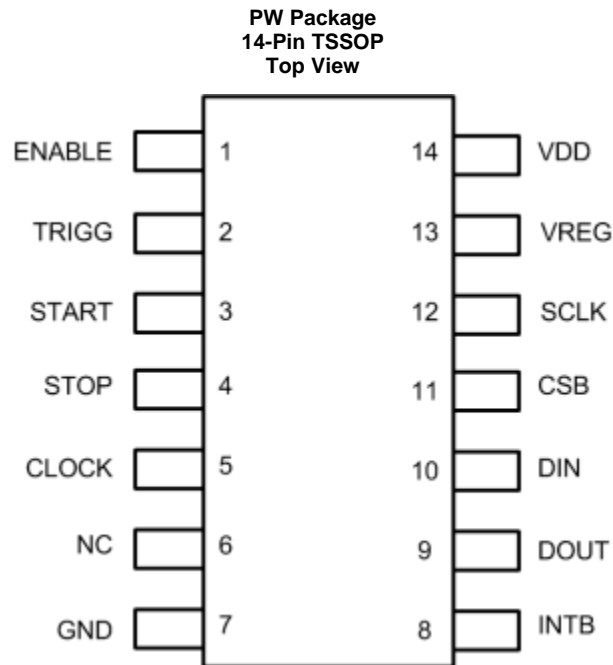 PW Package
14-Pin TSSOP
Top View
ENABLE 1 14 VDD
TRIGG 2 13 VREG
START 3 12 SCLK
STOP 4 11 CSB
CLOCK 5 10 DIN
NC 6 9 DOUT
GND 7 8 INTB